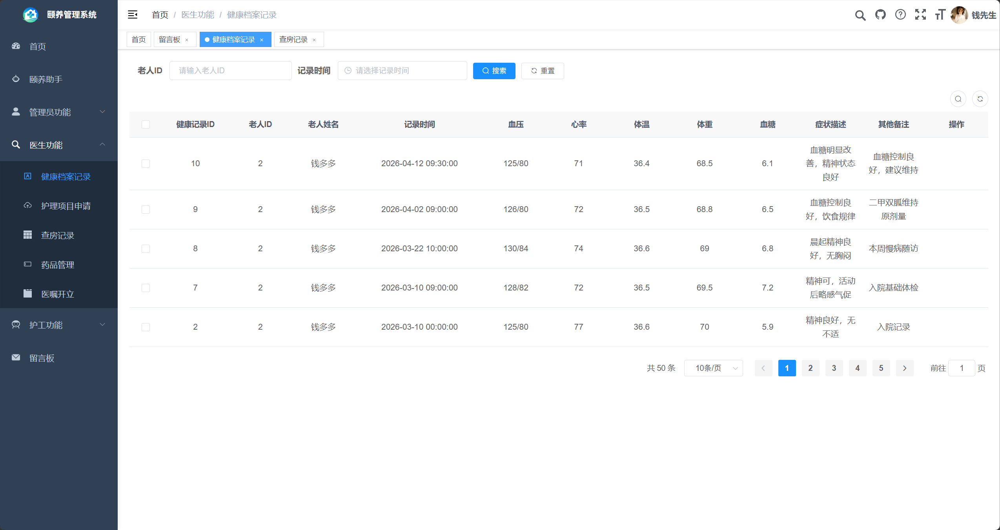 颐养管理系统
首页 / 医生功能 / 健康档案记录
钱先生
首页
留言板 ×
健康档案记录 ×
查房记录 ×
首页
颐养助手
管理员功能
医生功能
健康档案记录
护理项目申请
查房记录
药品管理
医嘱开立
护工功能
留言板
老人ID 请输入老人ID 记录时间 请选择记录时间 搜索 重置
健康记录ID 老人ID 老人姓名 记录时间 血压 心率 体温 体重 血糖 症状描述 其他备注 操作
10 2 钱多多 2026-04-12 09:30:00 125/80 71 36.4 68.5 6.1
血糖明显改
善，精神状态
良好
血糖控制良
好，建议维持
9 2 钱多多 2026-04-02 09:00:00 126/80 72 36.5 68.8 6.5
血糖控制良
好，饮食规律
二甲双胍维持
原剂量
8 2 钱多多 2026-03-22 10:00:00 130/84 74 36.6 69 6.8
晨起精神良
好，无胸闷
本周慢病随访
7 2 钱多多 2026-03-10 09:00:00 128/82 72 36.5 69.5 7.2
精神可，活动
后略感气促
入院基础体检
2 2 钱多多 2026-03-10 00:00:00 125/80 77 36.6 70 5.9
精神良好，无
不适
入院记录
共 50 条 10条/页 1 2 3 4 5 前往 1 页